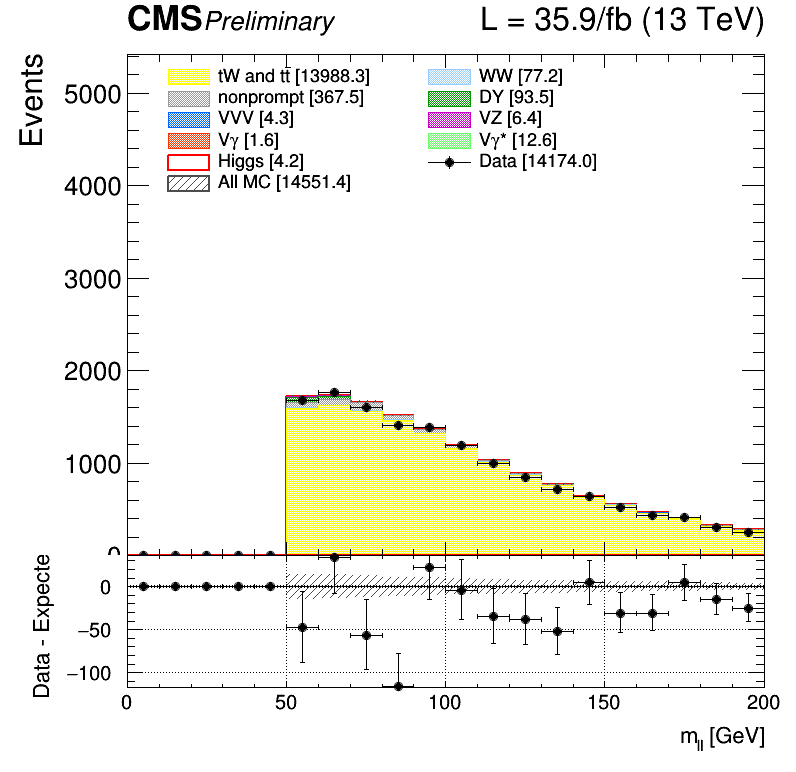 CMS Preliminary L = 35.9/fb (13 TeV)
Events
tW and tt̄ [13988.3]
WW [77.2]
nonprompt [367.5]
DY [93.5]
VVV [4.3]
VZ [6.4]
Vγ [1.6]
Vγ* [12.6]
Higgs [4.2]
Data [14174.0]
All MC [14551.4]
5000
4000
3000
2000
1000
0
Data - Expecte
0
−50
−100
0 50 100 150 200
m_ll [GeV]